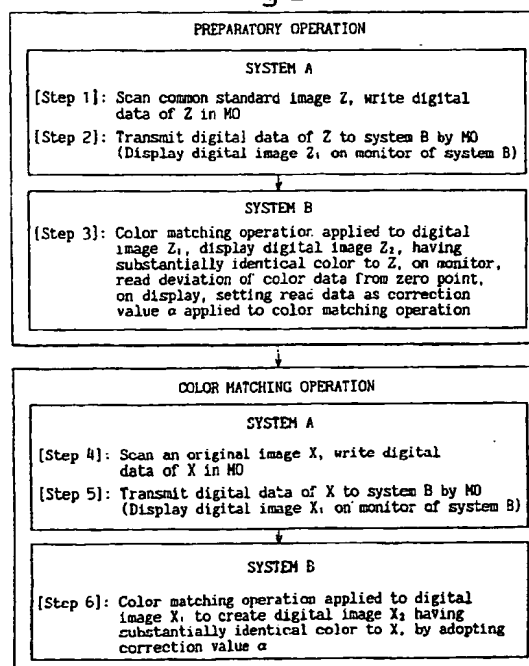 PREPARATORY OPERATION
SYSTEM A
[Step 1]: Scan common standard image Z, write digital
data of Z in MO
[Step 2]: Transmit digital data of Z to system B by MO
(Display digital image Z₁ on monitor of system B)
SYSTEM B
[Step 3]: Color matching operation applied to digital
image Z₁, display digital image Z₂, having
substantially identical color to Z, on monitor,
read deviation of color data from zero point,
on display, setting read data as correction
value α applied to color matching operation
COLOR MATCHING OPERATION
SYSTEM A
[Step 4]: Scan an original image X, write digital
data of X in MO
[Step 5]: Transmit digital data of X to system B by MO
(Display digital image X₁ on monitor of system B)
SYSTEM B
[Step 6]: Color matching operation applied to digital
image X₁ to create digital image X₂ having
substantially identical color to X, by adopting
correction value α